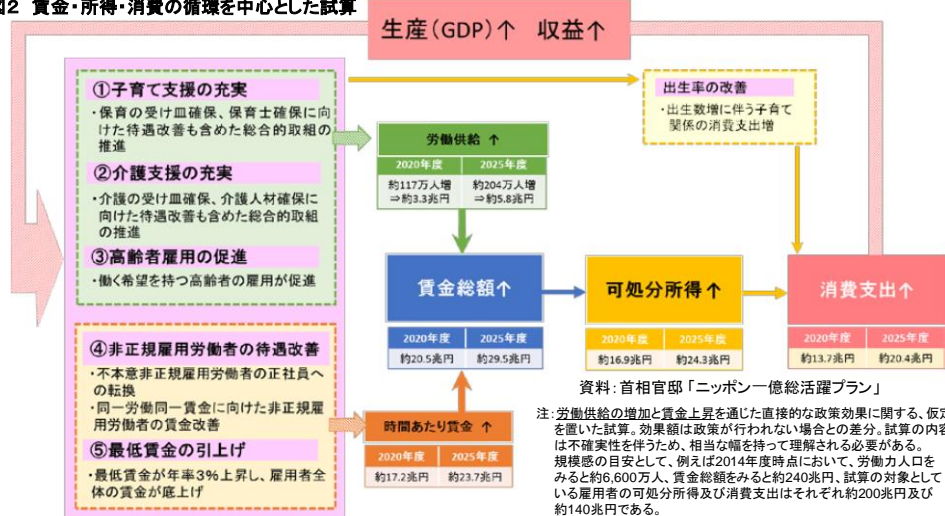 図2 賃金・所得・消費の循環を中心とした試算
生産(GDP)↑ 収益↑
①子育て支援の充実
・保育の受け皿確保、保育士確保に向
けた待遇改善も含めた総合的取組の
推進
②介護支援の充実
・介護の受け皿確保、介護人材確保に
向けた待遇改善も含めた総合的取組
の推進
③高齢者雇用の促進
・働く希望を持つ高齢者の雇用が促進
④非正規雇用労働者の待遇改善
・不本意非正規雇用労働者の正社員へ
の転換
・同一労働同一賃金に向けた非正規雇
用労働者の賃金改善
⑤最低賃金の引上げ
・最低賃金が年率3%上昇し、雇用者全
体の賃金が底上げ
労働供給 ↑
2020年度 2025年度
約117万人増 約204万人増
⇒約3.3兆円 ⇒約5.8兆円
出生率の改善
・出生数増に伴う子育て
関係の消費支出増
賃金総額↑
2020年度 2025年度
約20.5兆円 約29.5兆円
可処分所得↑
2020年度 2025年度
約16.9兆円 約24.3兆円
消費支出↑
2020年度 2025年度
約13.7兆円 約20.4兆円
時間あたり賃金 ↑
2020年度 2025年度
約17.2兆円 約23.7兆円
資料:首相官邸「ニッポン一億総活躍プラン」
注:労働供給の増加と賃金上昇を通じた直接的な政策効果に関する、仮定
を置いた試算。効果額は政策が行われない場合との差分。試算の内容
は不確実性を伴うため、相当な幅を持って理解される必要がある。
規模感の目安として、例えば2014年度時点において、労働力人口を
みると約6,600万人、賃金総額をみると約240兆円、試算の対象として
いる雇用者の可処分所得及び消費支出はそれぞれ約200兆円及び
約140兆円である。